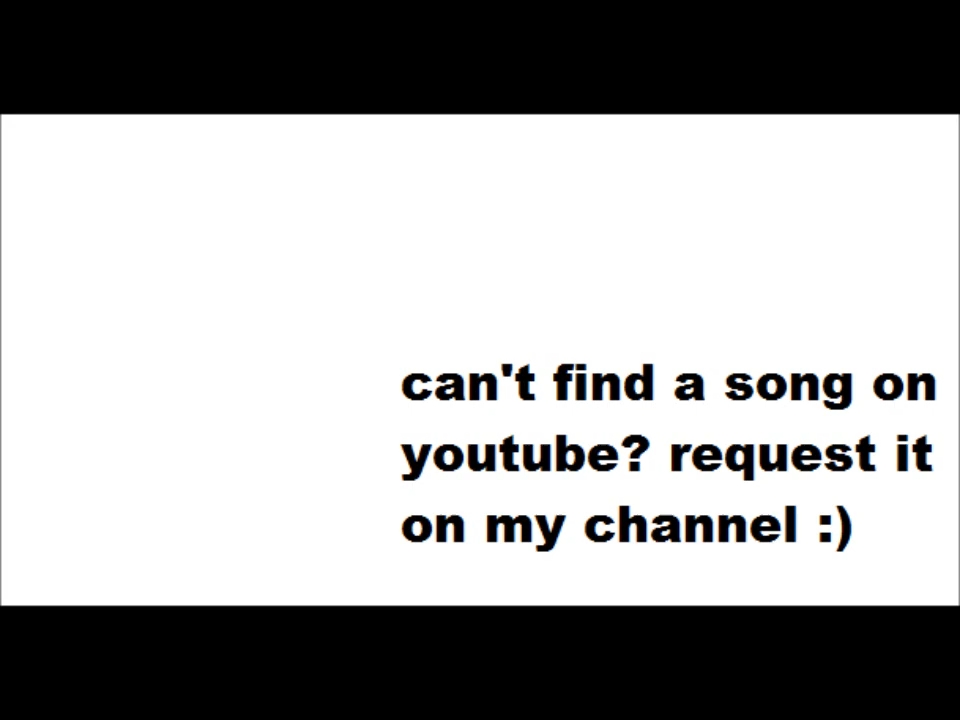 can't find a song on
youtube? request it
on my channel :)